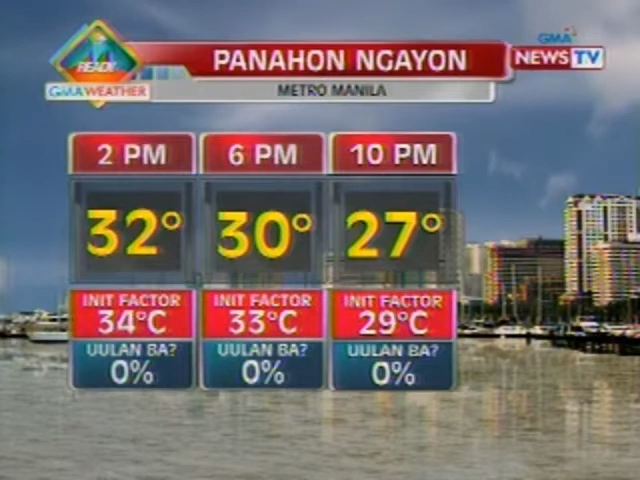 READY
GMA WEATHER
PANAHON NGAYON
METRO MANILA
GMA
NEWS TV
2 PM
6 PM
10 PM
32°
30°
27°
INIT FACTOR
34°C
INIT FACTOR
33°C
INIT FACTOR
29°C
UULAN BA?
0%
UULAN BA?
0%
UULAN BA?
0%